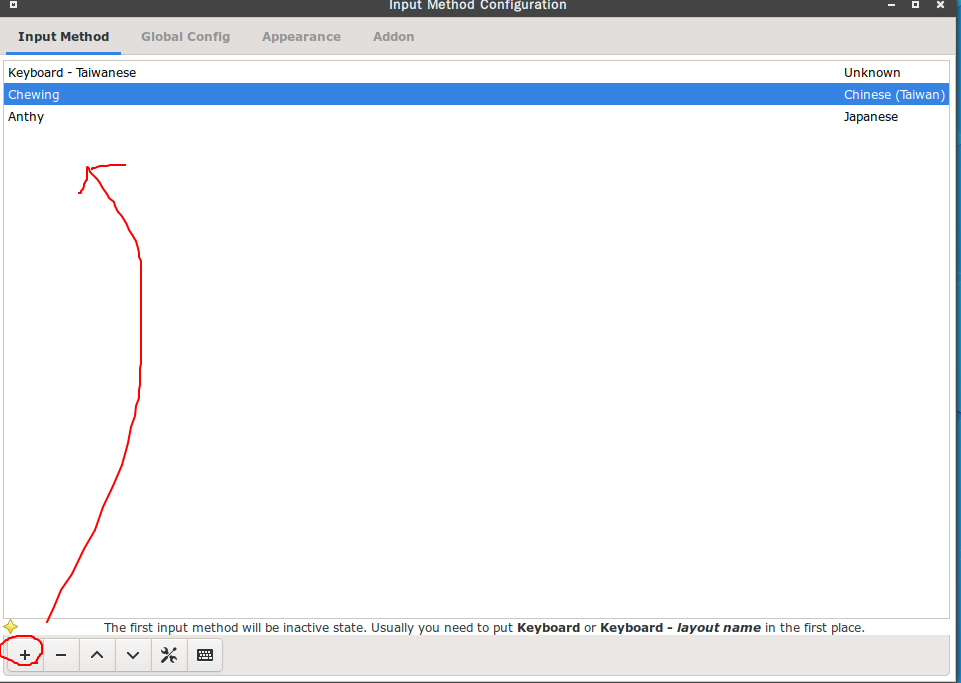 Input Method Configuration
Input Method Global Config Appearance Addon
Keyboard - Taiwanese Unknown
Chewing Chinese (Taiwan)
Anthy Japanese
The first input method will be inactive state. Usually you need to put Keyboard or Keyboard - layout name in the first place.